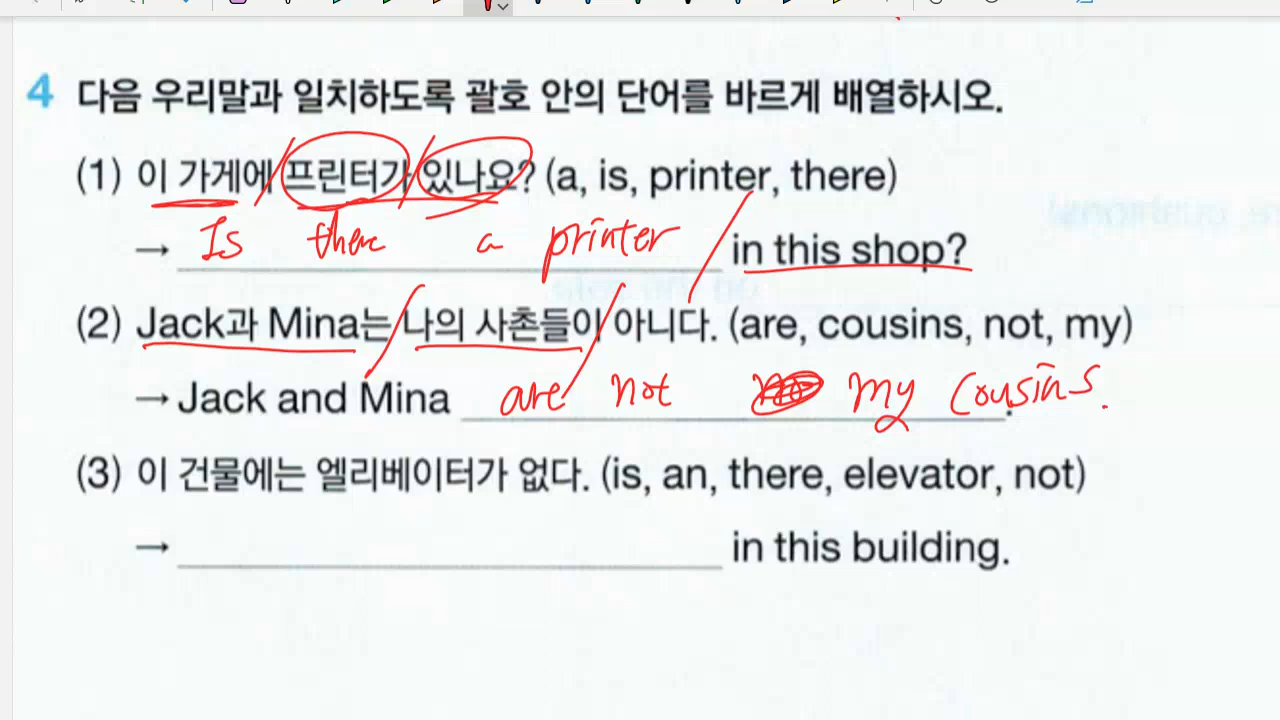 4 다음 우리말과 일치하도록 괄호 안의 단어를 바르게 배열하시오.
(1) 이 가게에 프린터가 있나요? (a, is, printer, there)
→ Is there a printer in this shop?
(2) Jack과 Mina는 나의 사촌들이 아니다. (are, cousins, not, my)
→ Jack and Mina are not my cousins.
(3) 이 건물에는 엘리베이터가 없다. (is, an, there, elevator, not)
→ in this building.